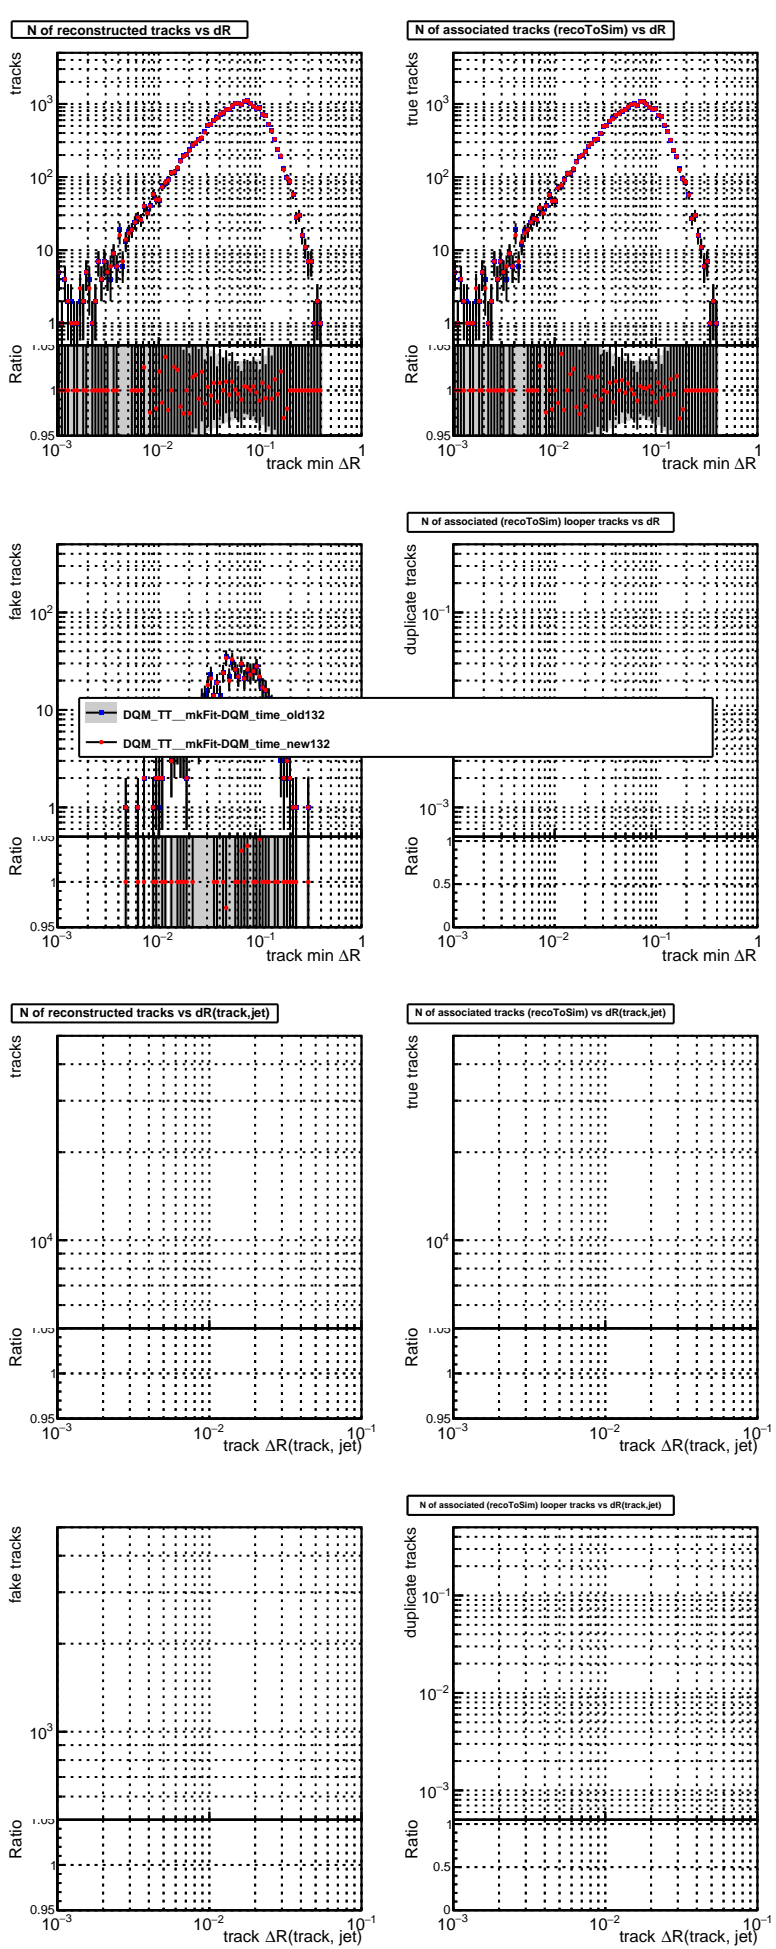 N of reconstructed tracks vs dR
tracks
10³
10²
10
1
1.05
Ratio
1
0.95
10⁻³
10⁻²
10⁻¹
1
track min ΔR
N of associated tracks (recoToSim) vs dR
true tracks
10³
10²
10
1
1.05
Ratio
1
0.95
10⁻³
10⁻²
10⁻¹
1
track min ΔR
fake tracks
10²
10
1
1.05
Ratio
1
0.95
10⁻³
10⁻²
10⁻¹
1
track min ΔR
N of associated (recoToSim) looper tracks vs dR
duplicate tracks
10⁻¹
10⁻³
Ratio
1
0.5
0
10⁻³
10⁻²
10⁻¹
1
track min ΔR
DQM_TT__mkFit-DQM_time_old132
DQM_TT__mkFit-DQM_time_new132
N of reconstructed tracks vs dR(track,jet)
tracks
10⁴
1.05
Ratio
1
0.95
10⁻³
10⁻²
10⁻¹
track ΔR(track, jet)
N of associated tracks (recoToSim) vs dR(track,jet)
true tracks
10⁴
1.05
Ratio
1
0.95
10⁻³
10⁻²
10⁻¹
track ΔR(track, jet)
fake tracks
10³
1.05
Ratio
1
0.95
10⁻³
10⁻²
10⁻¹
track ΔR(track, jet)
N of associated (recoToSim) looper tracks vs dR(track,jet)
duplicate tracks
10⁻¹
10⁻²
10⁻³
Ratio
1
0.5
0
10⁻³
10⁻²
10⁻¹
track ΔR(track, jet)